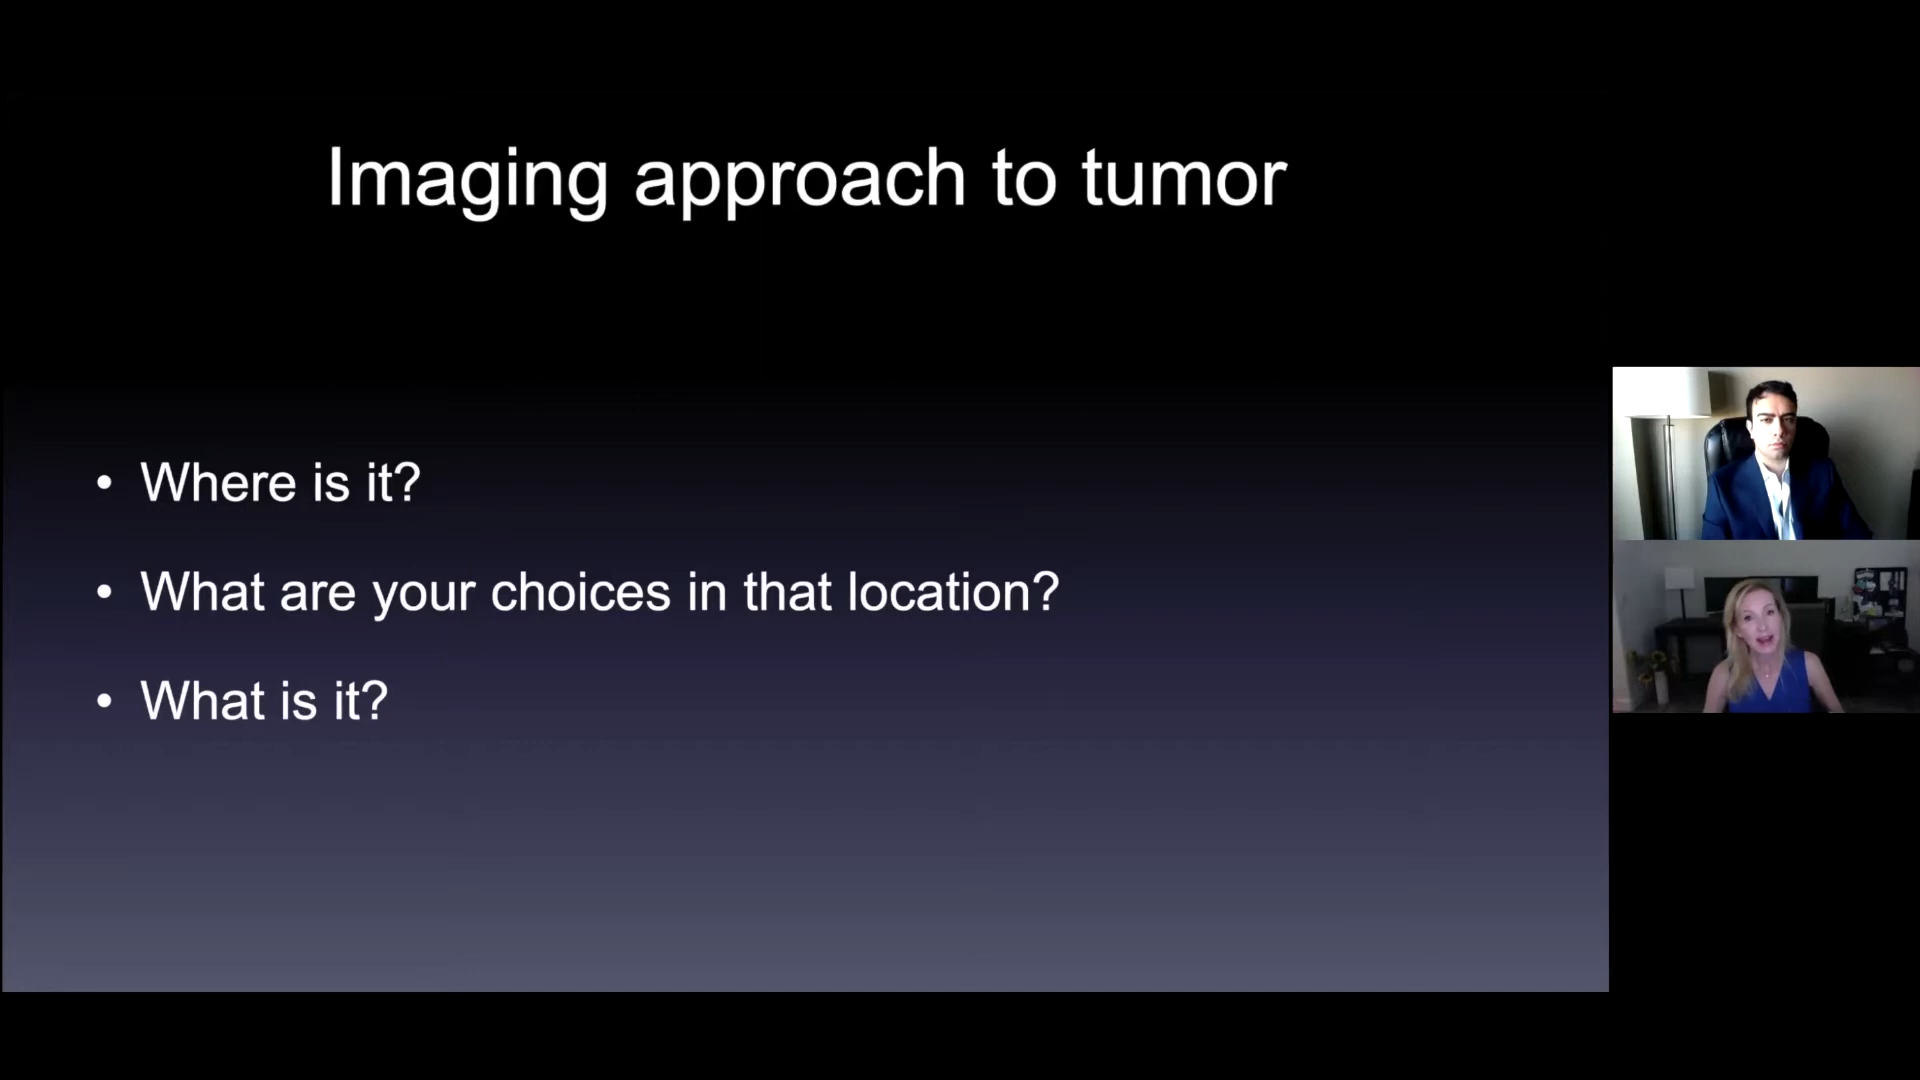 Imaging approach to tumor
• Where is it?
• What are your choices in that location?
• What is it?